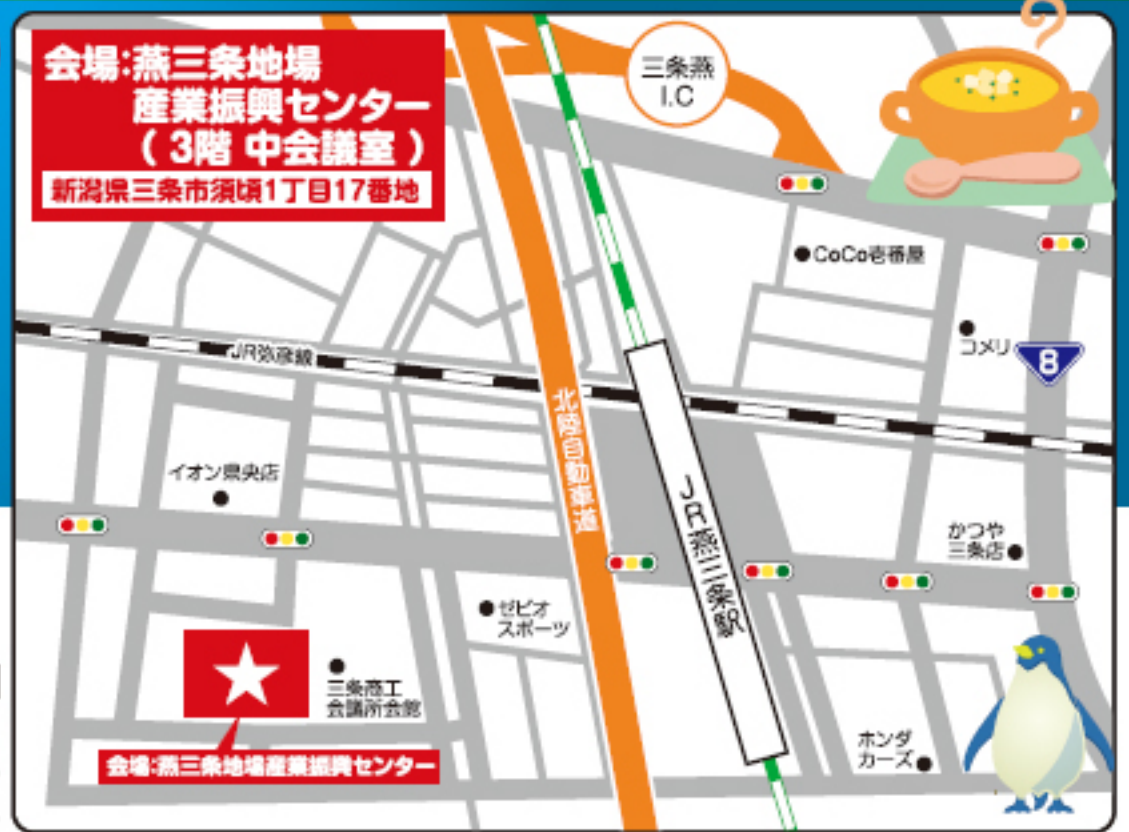 会場:燕三条地場
産業振興センター
( 3階 中会議室 )
新潟県三条市須頃1丁目17番地
三条燕
I.C
CoCo壱番屋
コメリ
8
JR弥彦線
北陸自動車道
JR燕三条駅
イオン県央店
かつや
三条店
ゼビオ
スポーツ
三条商工
会議所会館
ホンダ
カーズ
会場:燕三条地場産業振興センター